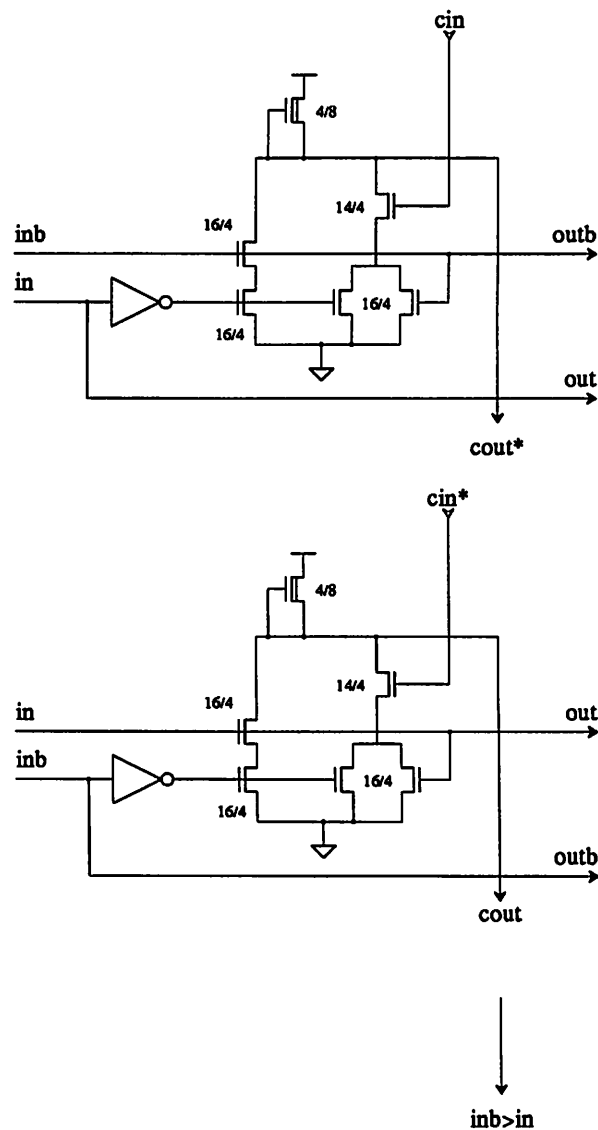 cin
4/8
14/4
16/4
inb
outb
in
16/4
16/4
out
cout*
cin*
4/8
14/4
16/4
in
out
inb
16/4
16/4
outb
cout
inb>in